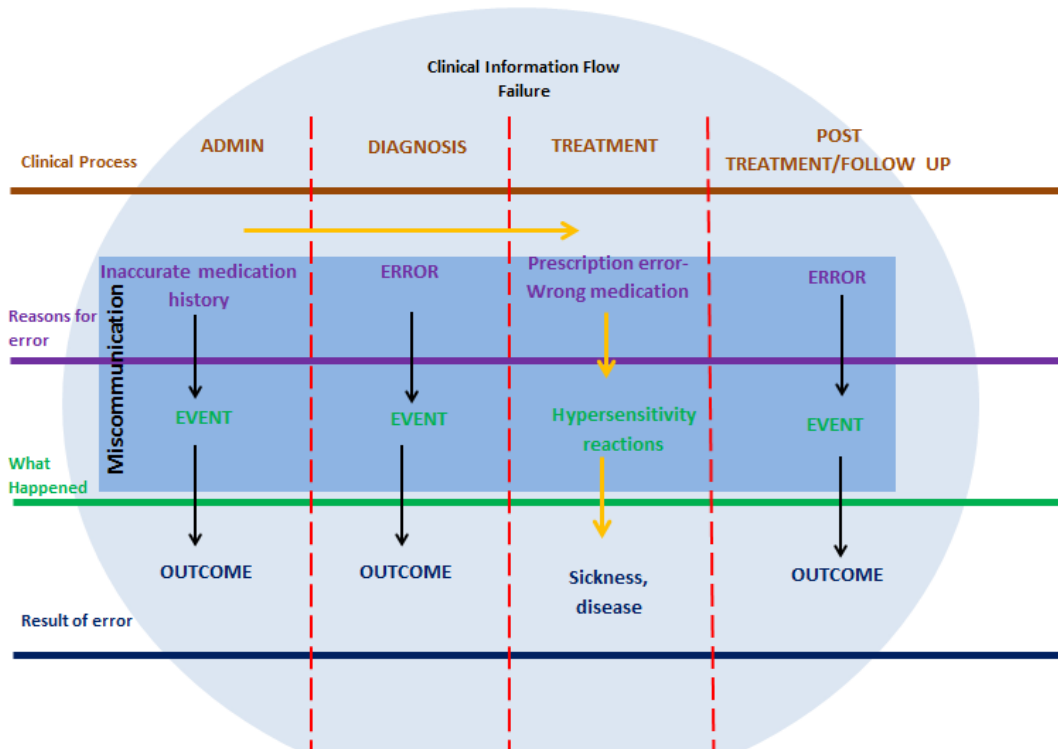 Clinical Information Flow
Failure
Clinical Process
ADMIN
DIAGNOSIS
TREATMENT
POST
TREATMENT/FOLLOW UP
Miscommunication
Reasons for
error
Inaccurate medication
history
ERROR
Prescription error-
Wrong medication
ERROR
What
Happened
EVENT
EVENT
Hypersensitivity
reactions
EVENT
Result of error
OUTCOME
OUTCOME
Sickness,
disease
OUTCOME